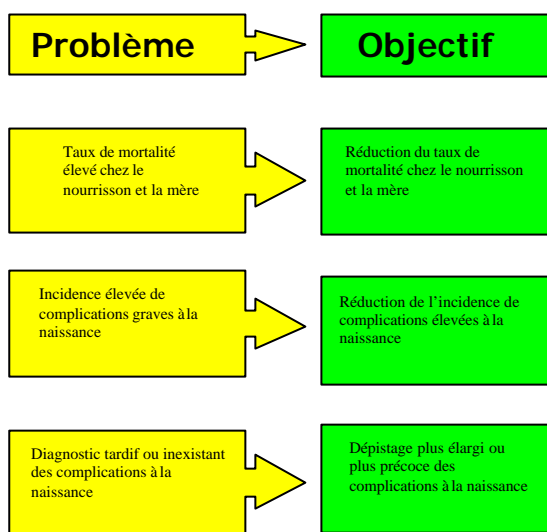 Problème
Objectif
Taux de mortalité
élevé chez le
nourrisson et la mère
Réduction du taux de
mortalité chez le nourrisson
et la mère
Incidence élevée de
complications graves à la
naissance
Réduction de l’incidence de
complications élevées à la
naissance
Diagnostic tardif ou inexistant
des complications à la
naissance
Dépistage plus élargi ou
plus précoce des
complications à la naissance